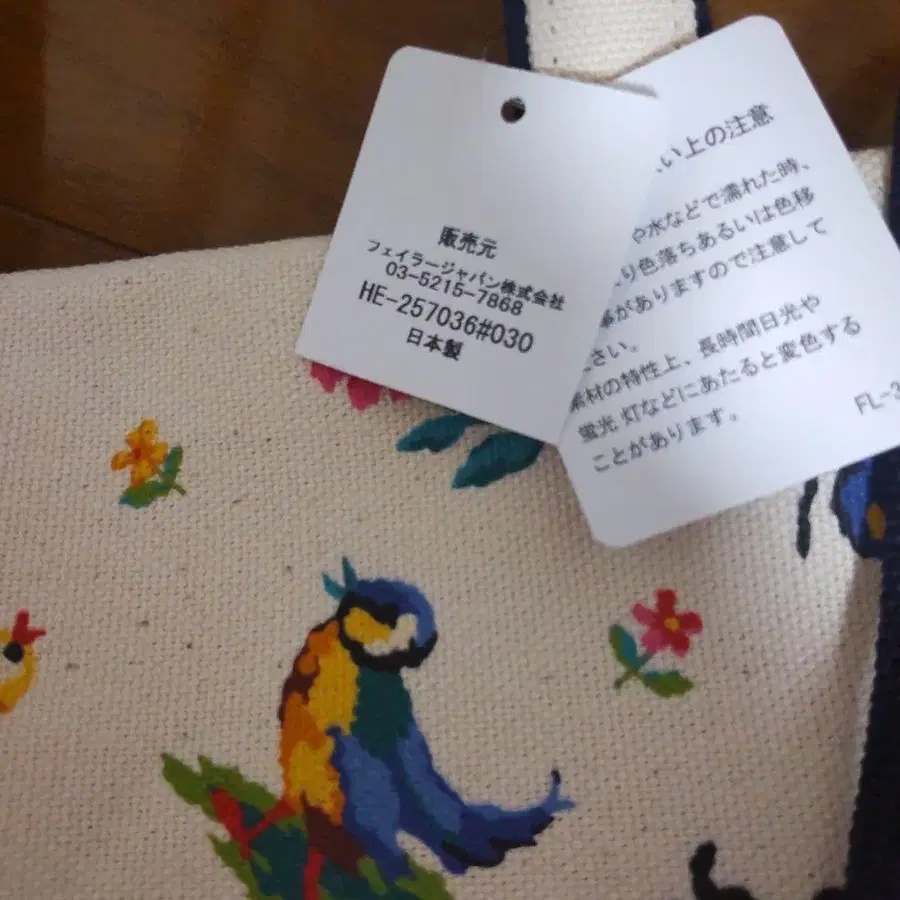 販売元
フェイラージャパン株式会社
03-5215-7868
HE-257036#030
日本製
い上の注意
や水などで濡れた時、
り色落ちあるいは色移
事がありますので注意して
さい。
素材の特性上、長時間日光や
蛍光灯などにあたると変色する
ことがあります。
FL-3